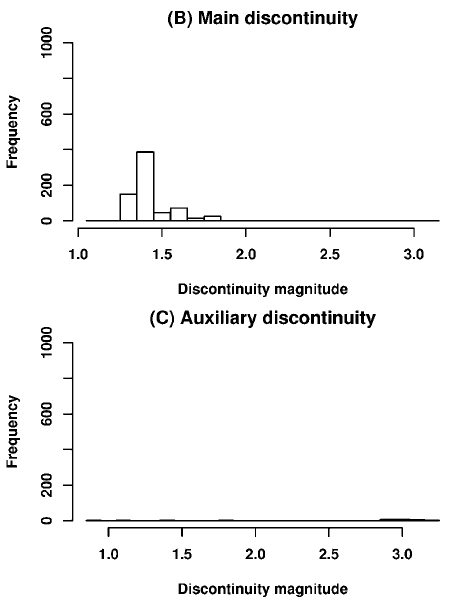 (B) Main discontinuity
1000
600
200
0
Frequency
1.0 1.5 2.0 2.5 3.0
Discontinuity magnitude
(C) Auxiliary discontinuity
1000
600
200
0
Frequency
1.0 1.5 2.0 2.5 3.0
Discontinuity magnitude